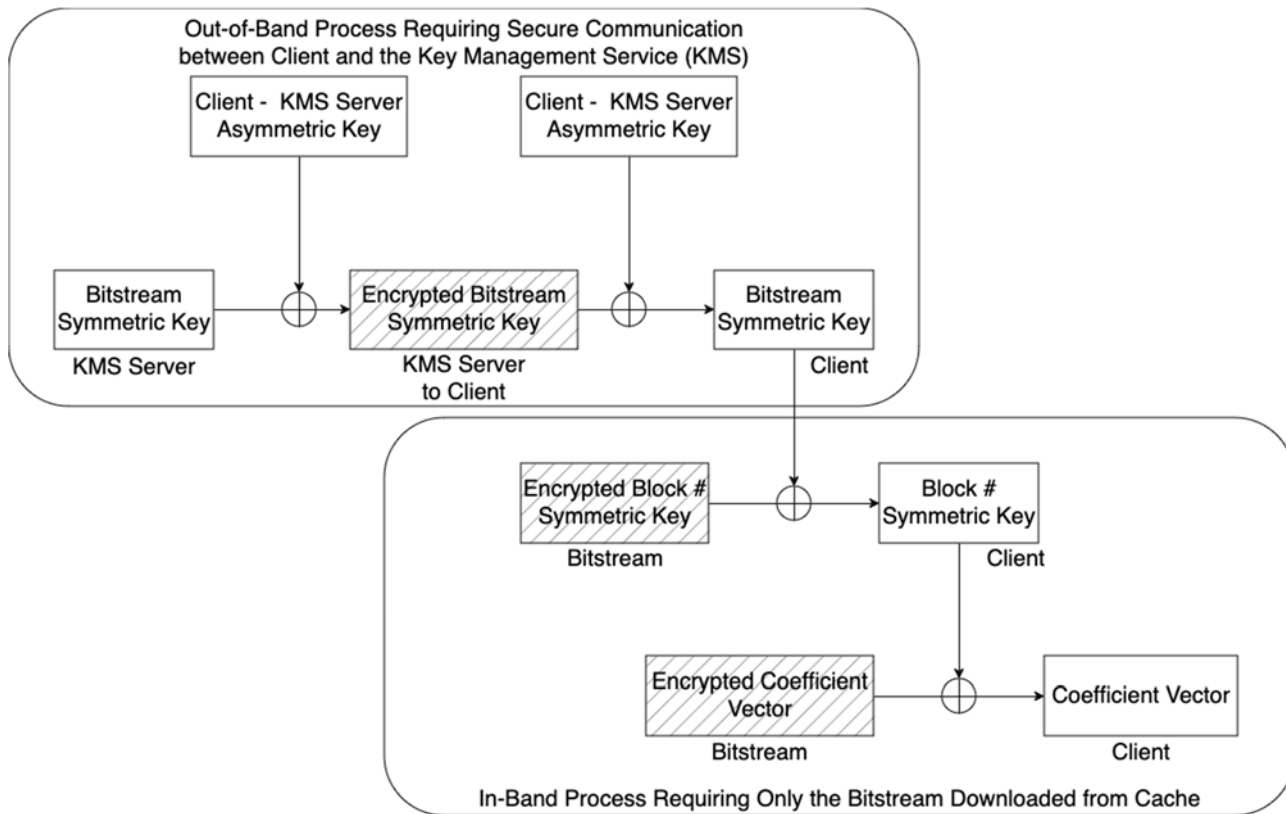 Out-of-Band Process Requiring Secure Communication
between Client and the Key Management Service (KMS)
Client - KMS Server
Asymmetric Key
Client - KMS Server
Asymmetric Key
Bitstream
Symmetric Key
KMS Server
Encrypted Bitstream
Symmetric Key
KMS Server
to Client
Bitstream
Symmetric Key
Client
Encrypted Block #
Symmetric Key
Bitstream
Block #
Symmetric Key
Client
Encrypted Coefficient
Vector
Bitstream
Coefficient Vector
Client
In-Band Process Requiring Only the Bitstream Downloaded from Cache